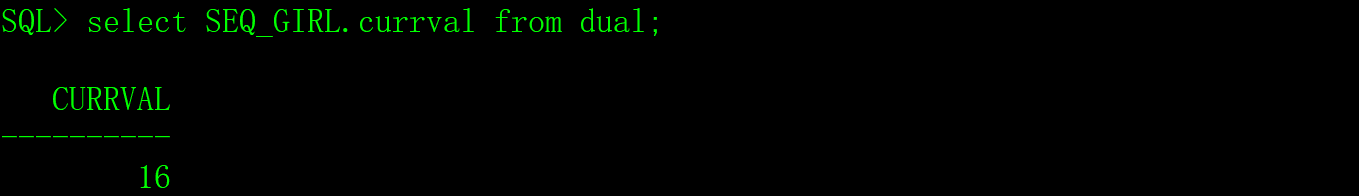 SQL> select SEQ_GIRL.currval from dual;
CURRVAL
----------
16